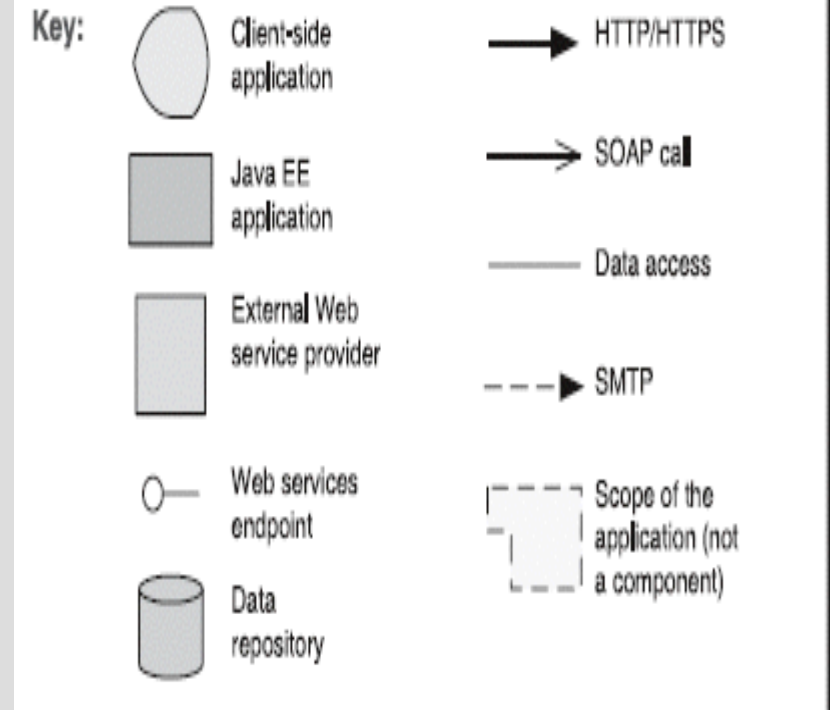 Key:
Client-side
application
Java EE
application
External Web
service provider
Web services
endpoint
Data
repository
HTTP/HTTPS
SOAP call
Data access
SMTP
Scope of the
application (not
a component)